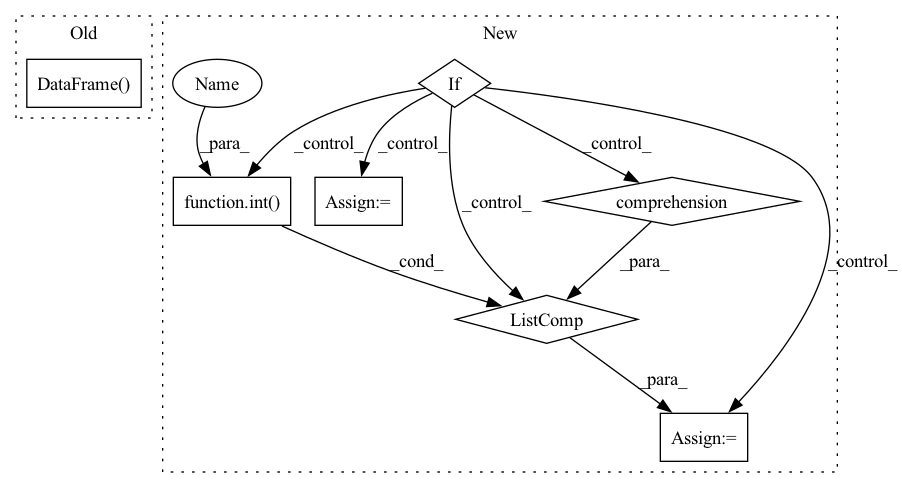 Old
New
DataFrame()
Name
If
_para_
_control_
_control_
_control_
function.int()
Assign:=
_control_
comprehension
_cond_
_para_
_control_
ListComp
_para_
Assign:=